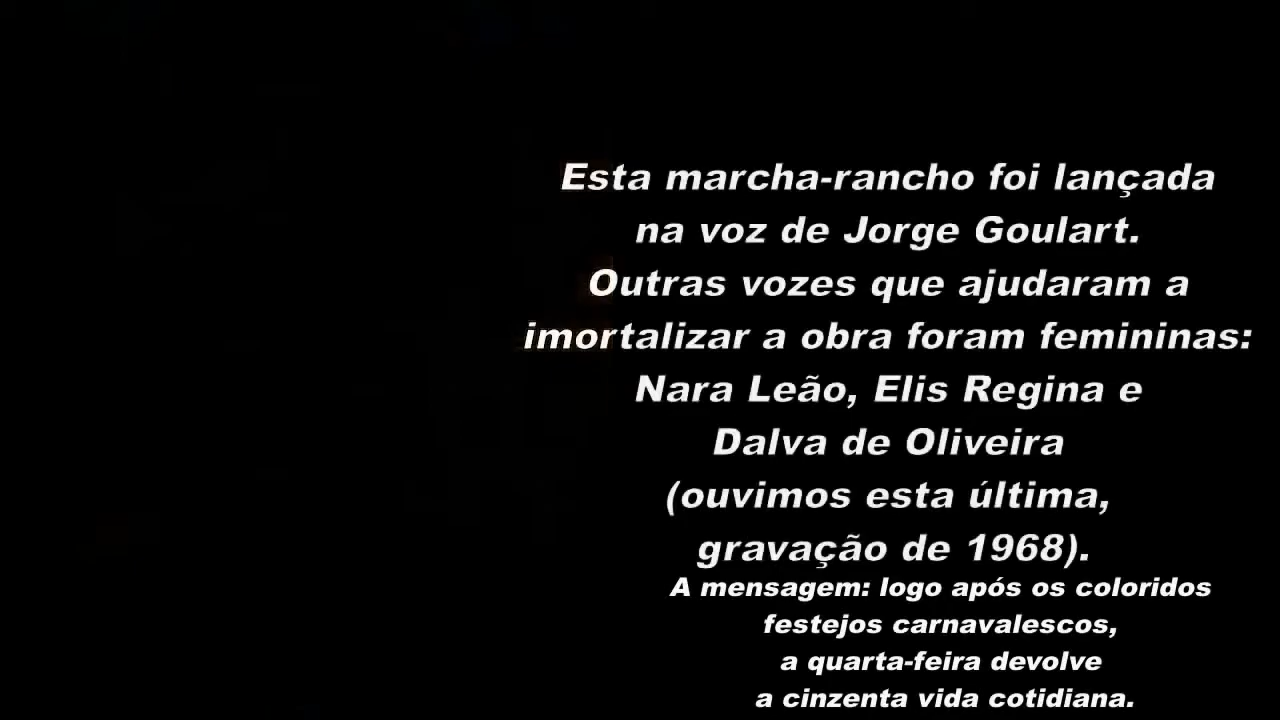 Esta marcha-rancho foi lançada
na voz de Jorge Goulart.
Outras vozes que ajudaram a
imortalizar a obra foram femininas:
Nara Leão, Elis Regina e
Dalva de Oliveira
(ouvimos esta última,
gravação de 1968).
A mensagem: logo após os coloridos
festejos carnavalescos,
a quarta-feira devolve
a cinzenta vida cotidiana.